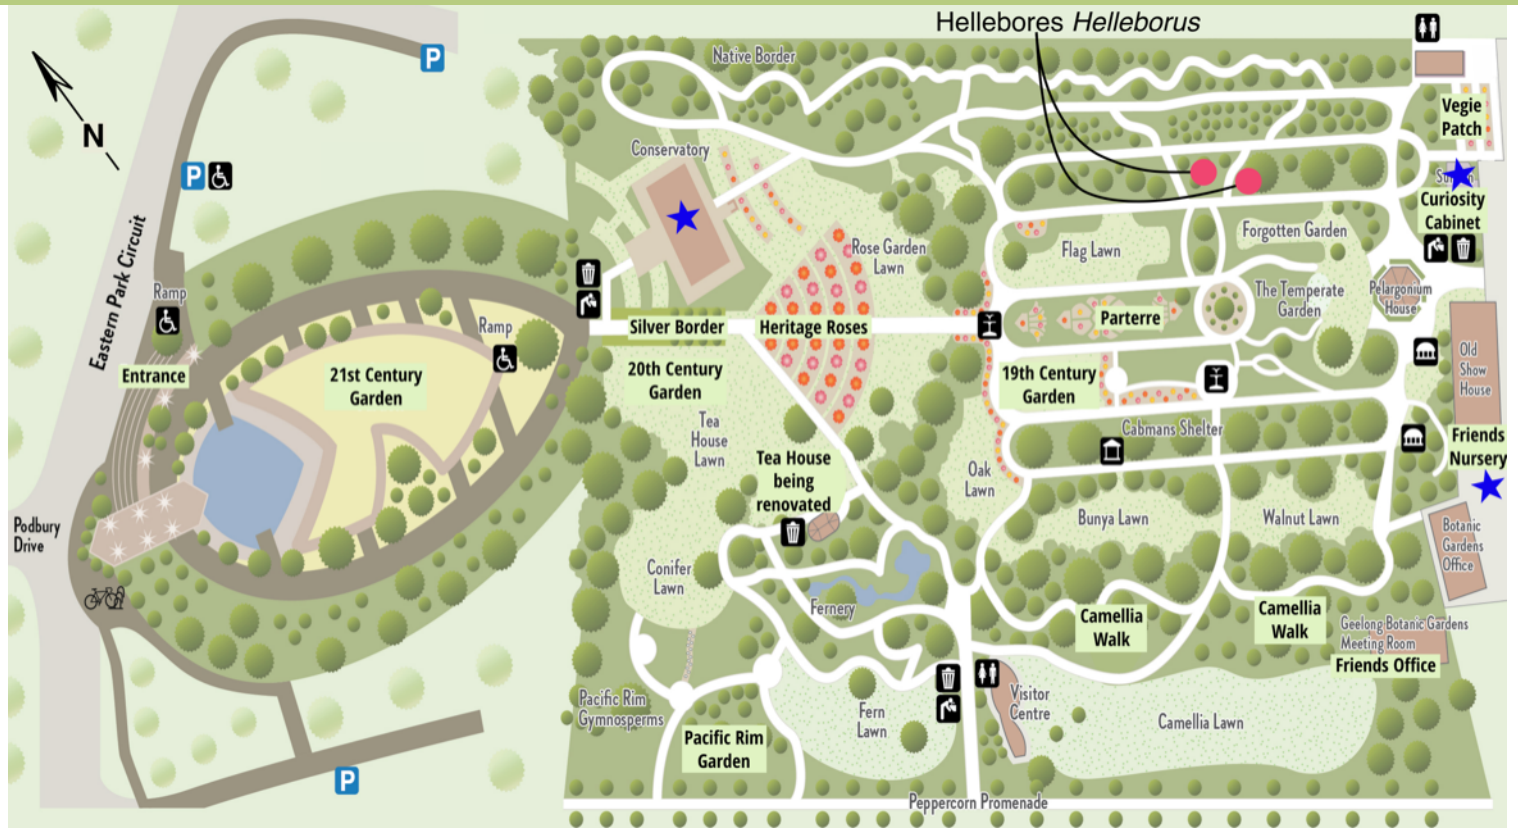 Hellebores Helleborus
Native Border
P
N
Vegie
Patch
Conservatory
P
Curiosity
Cabinet
Eastern Park Circuit
Forgotten Garden
Rose Garden
Lawn
Flag Lawn
Ramp
The Temperate
Garden
Pelargonium
House
Silver Border
Heritage Roses
Parterre
Ramp
Entrance
21st Century
Garden
20th Century
Garden
19th Century
Garden
Old
Show
House
Tea
House
Lawn
Cabmans Shelter
Friends
Nursery
Tea House
being
renovated
Oak
Lawn
Podbury
Drive
Bunya Lawn
Walnut Lawn
Botanic
Gardens
Office
Conifer
Lawn
Fernery
Camellia
Walk
Camellia
Walk
Geelong Botanic Gardens
Meeting Room
Friends Office
Pacific Rim
Gymnosperms
Visitor
Centre
Fern
Lawn
Camellia Lawn
Pacific Rim
Garden
P
Peppercorn Promenade